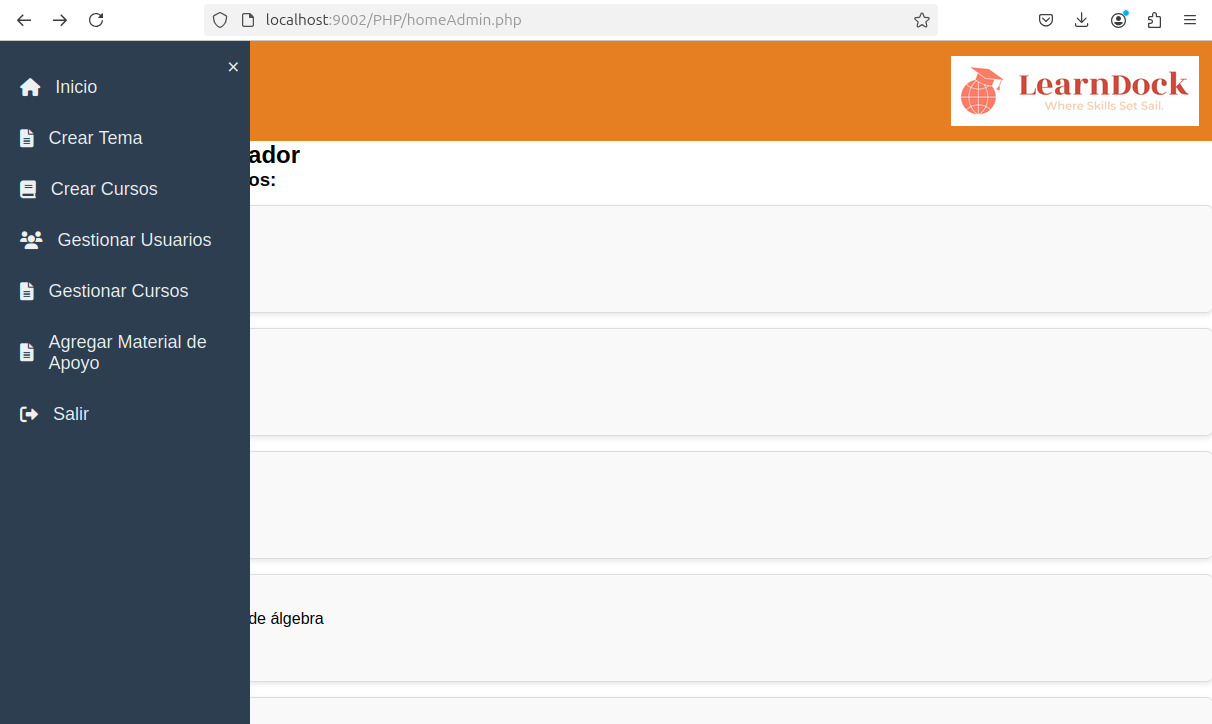 localhost:9002/PHP/homeAdmin.php
×
Inicio
Crear Tema
Crear Cursos
Gestionar Usuarios
Gestionar Cursos
Agregar Material de
Apoyo
Salir
LearnDock
Where Skills Set Sail.
ador
os:
de álgebra